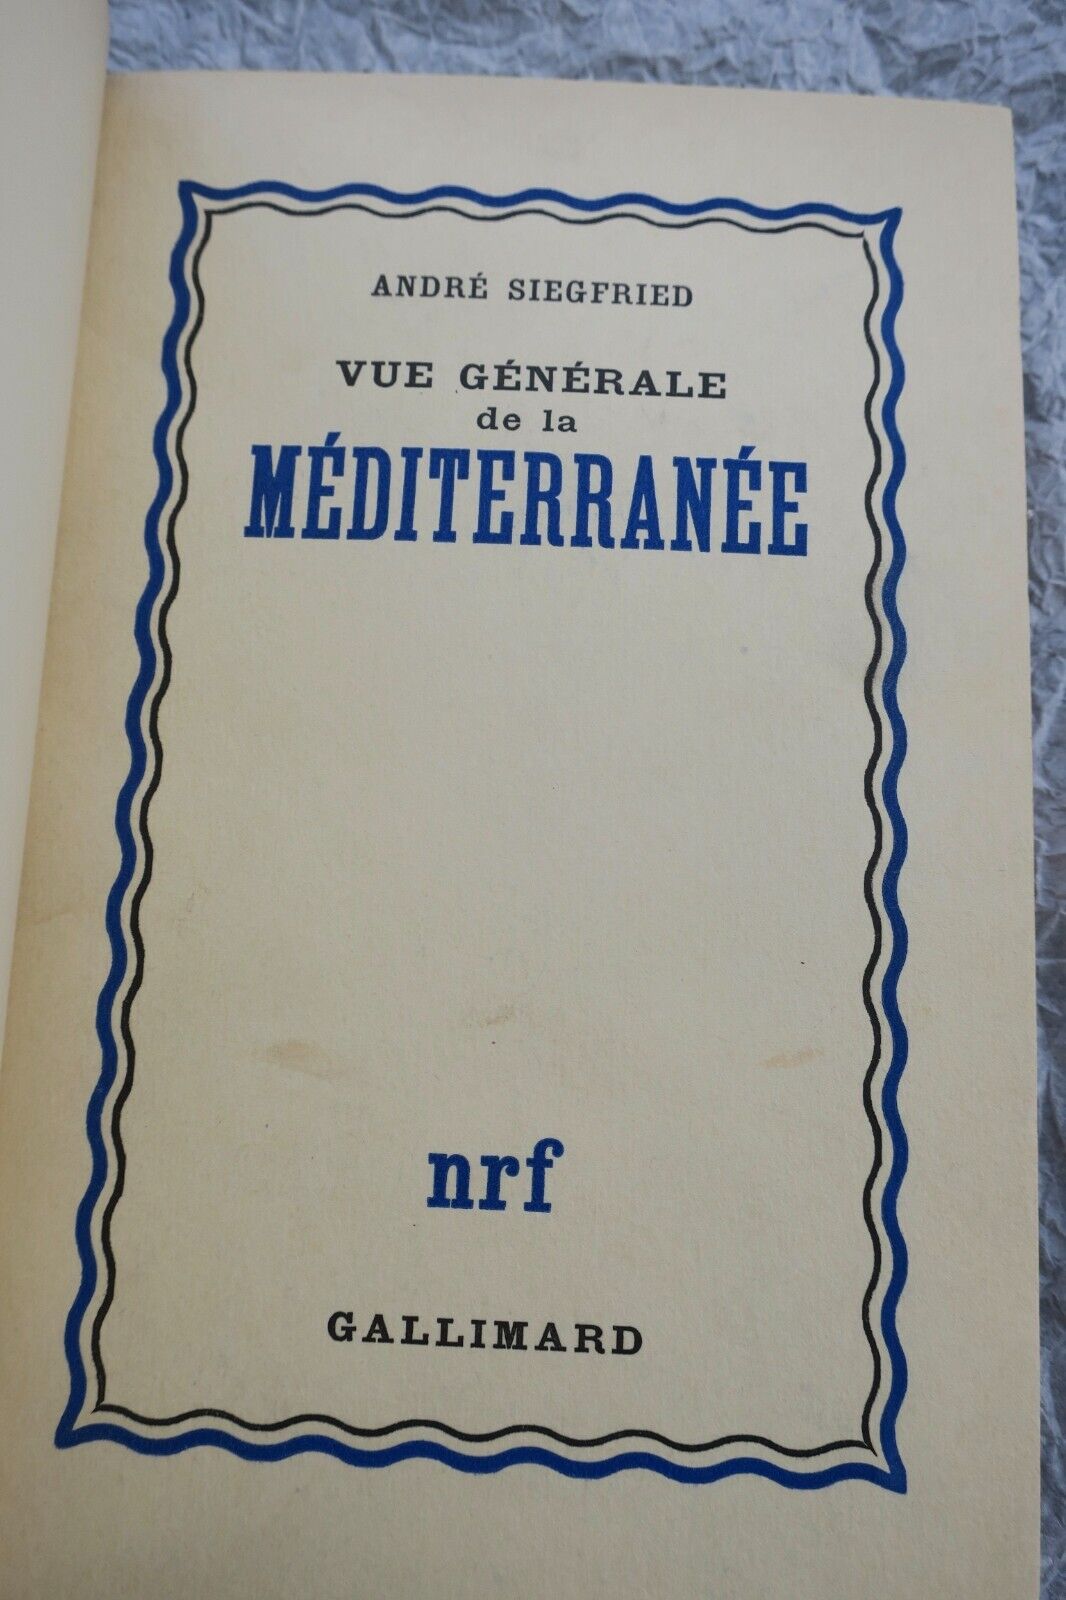 ANDRÉ SIEGFRIED
VUE GÉNÉRALE
de la
MÉDITERRANÉE
nrf
GALLIMARD